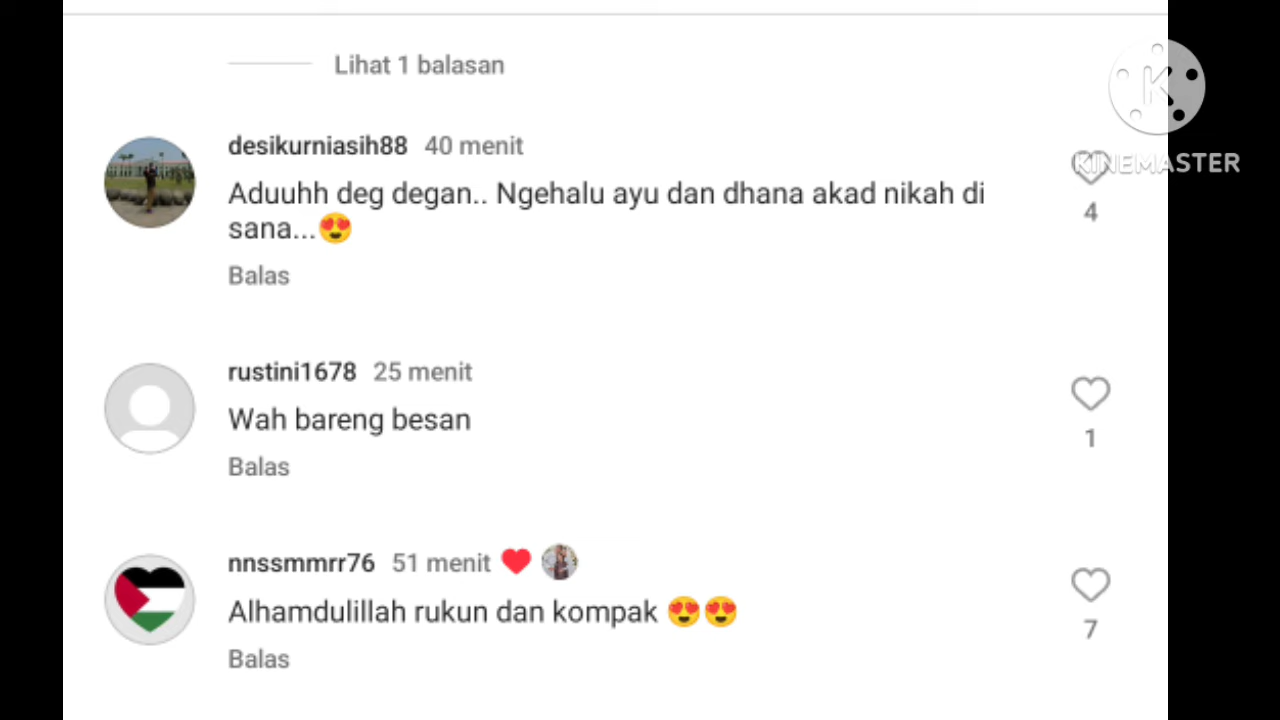 Lihat 1 balasan
K
KINEMASTER
desikurniasih88 40 menit
Aduuhh deg degan.. Ngehalu ayu dan dhana akad nikah di
sana...😍
4
Balas
rustini1678 25 menit
Wah bareng besan
1
Balas
nnssmmrr76 51 menit ❤
Alhamdulillah rukun dan kompak 😍😍
7
Balas